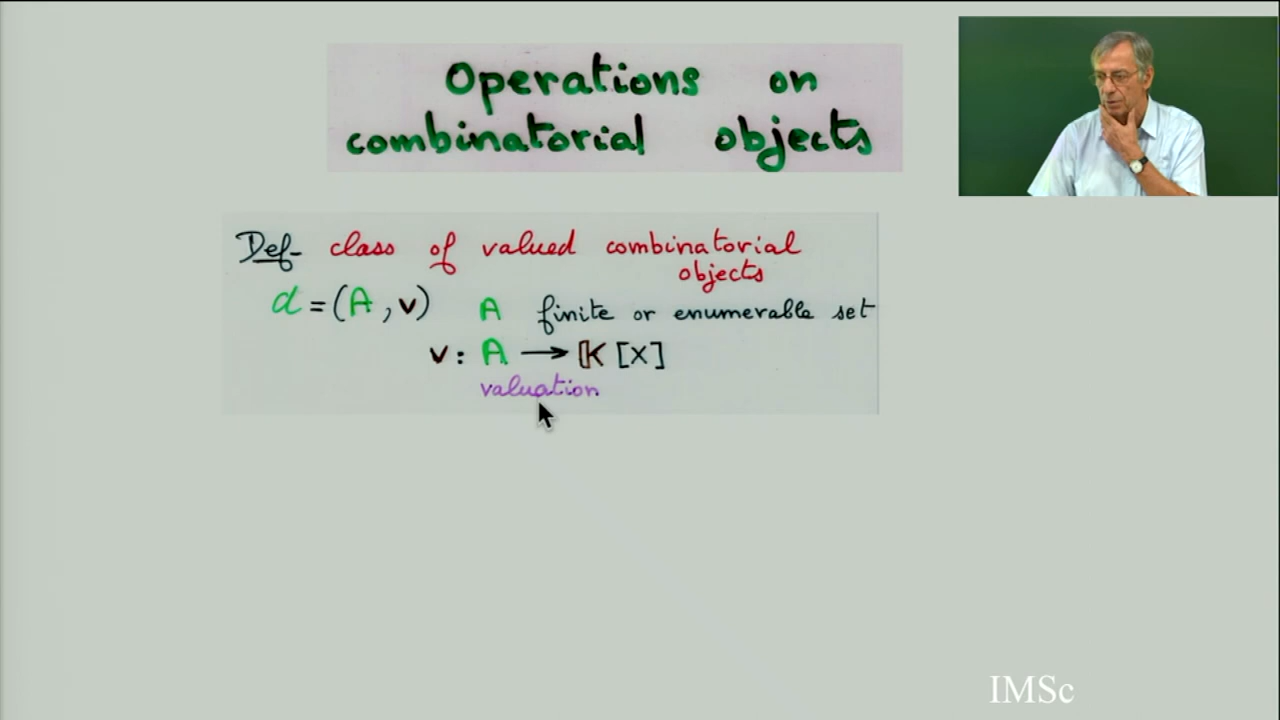 Operations on
combinatorial objects
Def- class of valued combinatorial
objects
α = (A, v) A finite or enumerable set
v : A → 𝕂[X]
valuation
IMSc